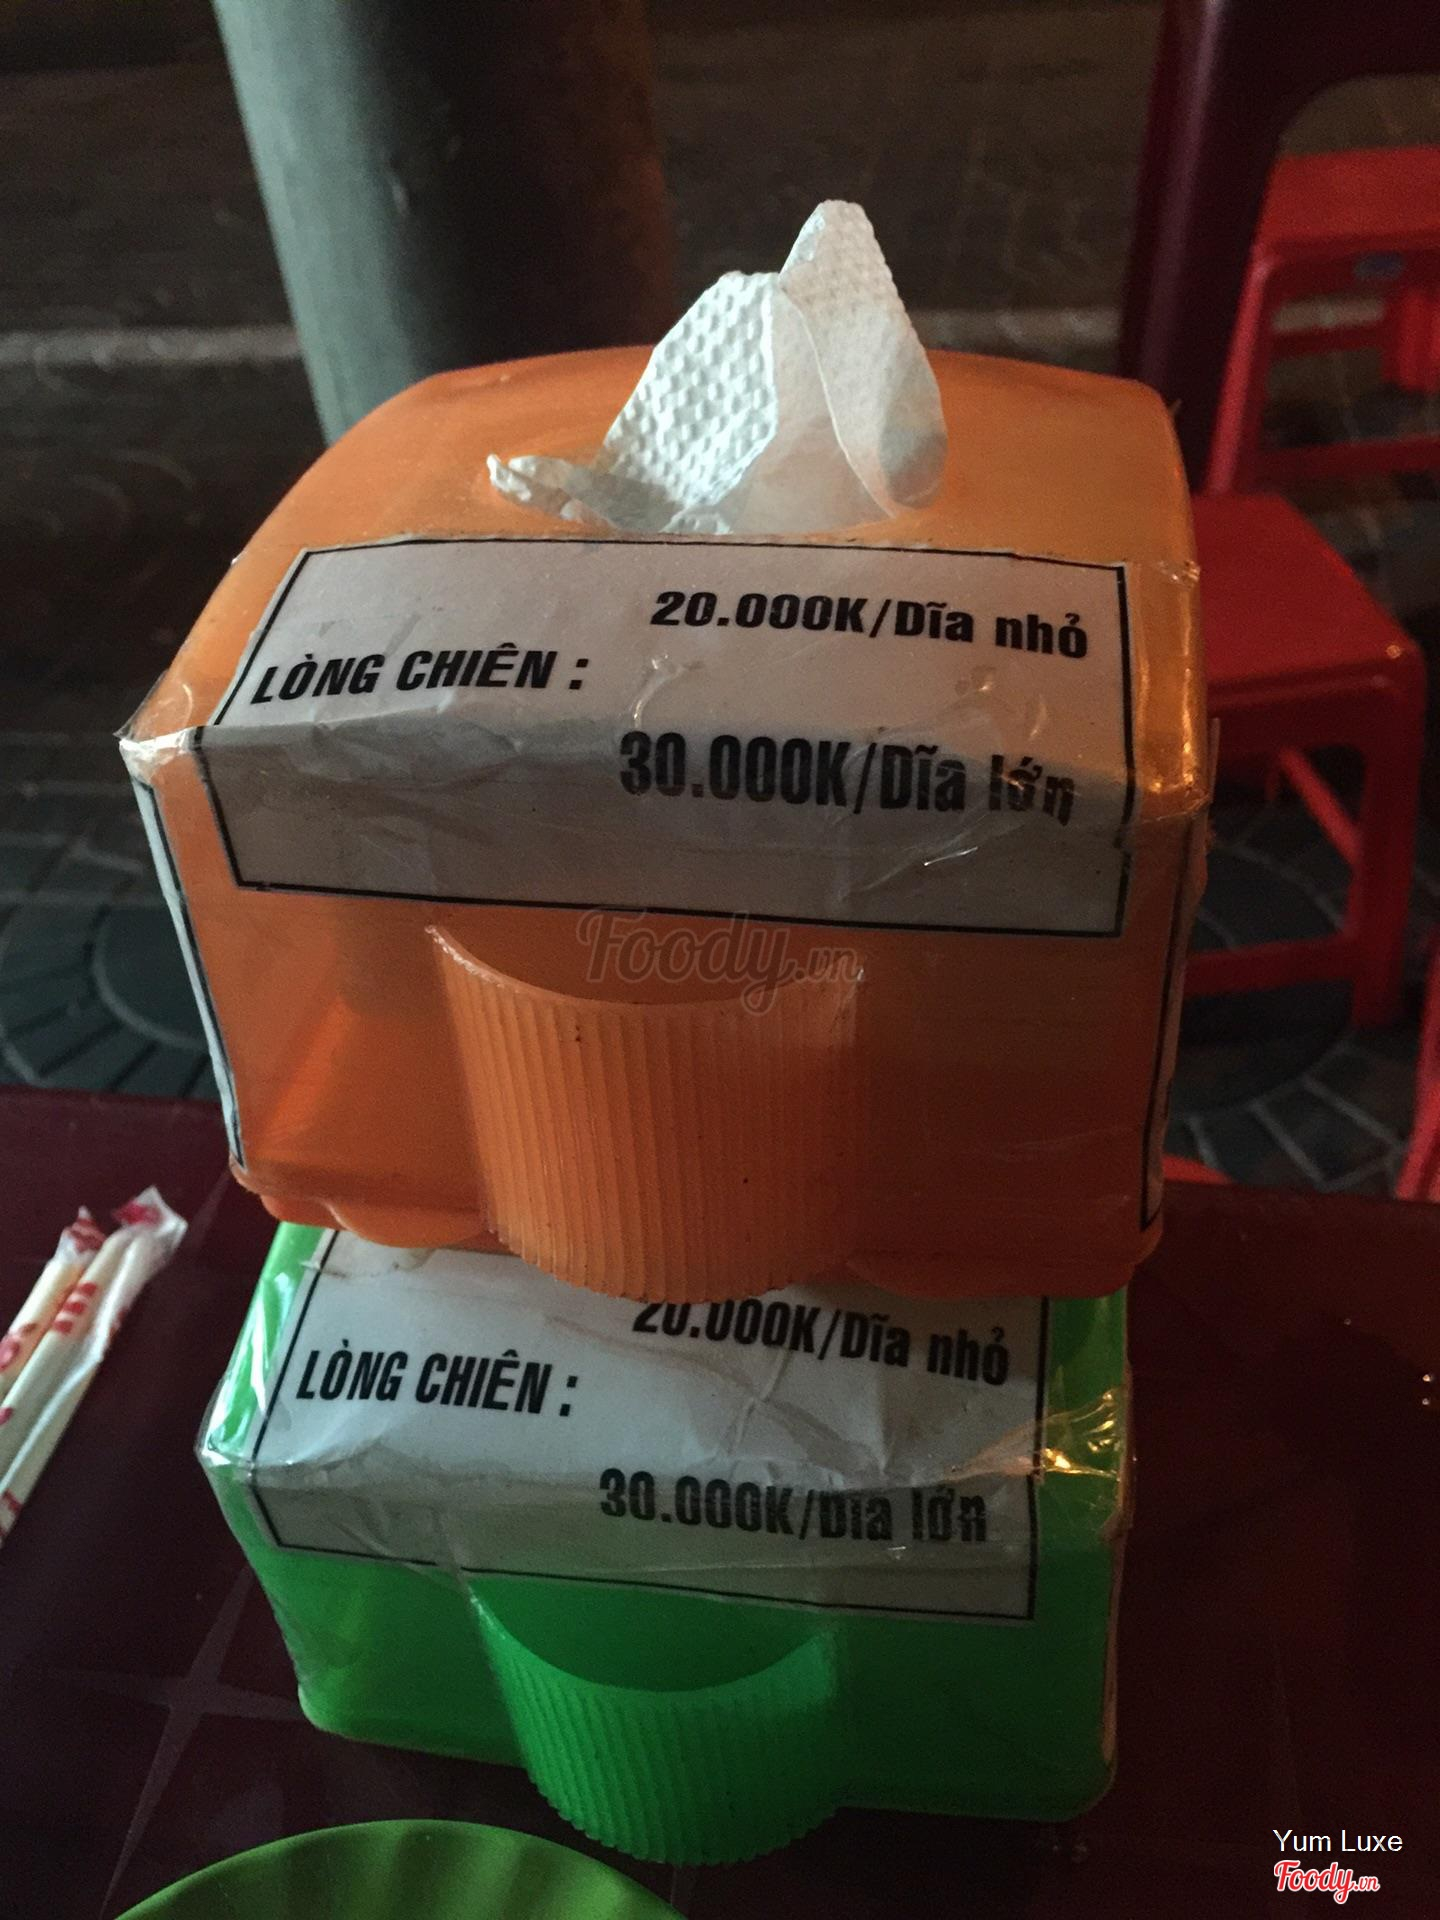 20.000K/Dĩa nhỏ
LÒNG CHIÊN :
30.000K/Dĩa lớn
Foody.vn
20.000K/Dĩa nhỏ
LÒNG CHIÊN :
30.000K/Dĩa lớn
Yum Luxe
Foody.vn